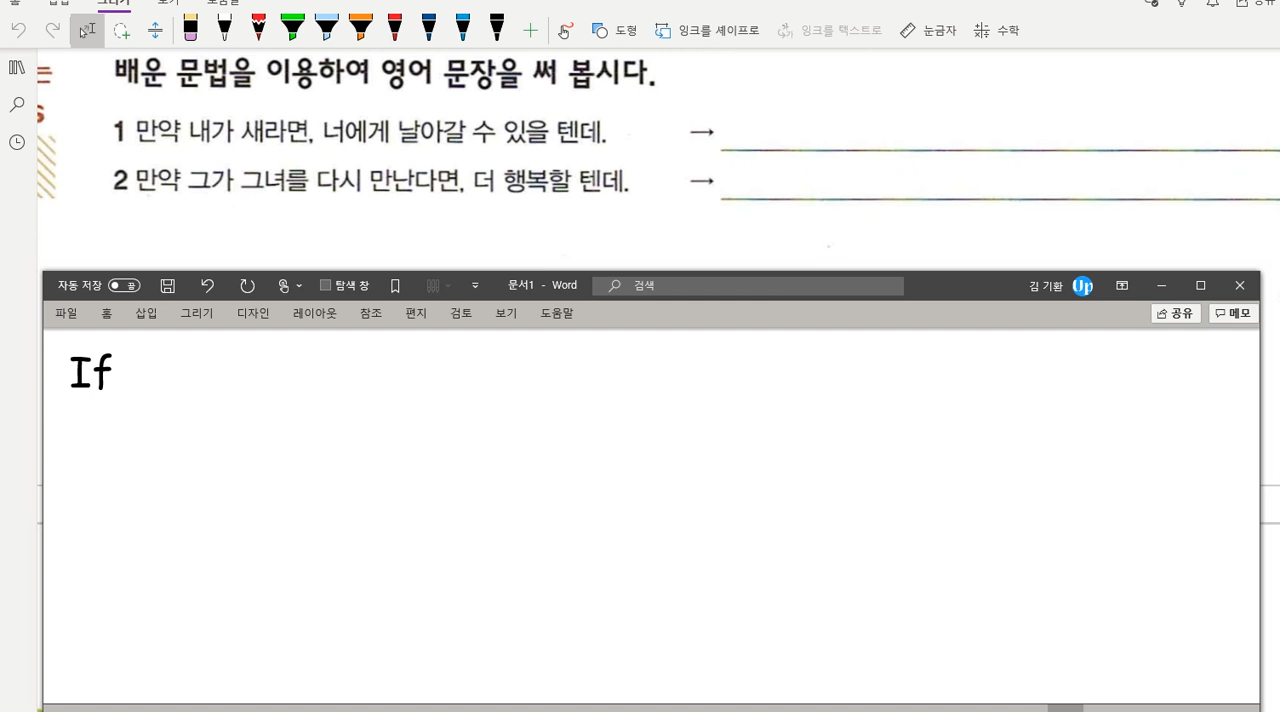 배운 문법을 이용하여 영어 문장을 써 봅시다.
1 만약 내가 새라면, 너에게 날아갈 수 있을 텐데. →
2 만약 그가 그녀를 다시 만난다면, 더 행복할 텐데. →
도형 잉크를 셰이프로 잉크를 텍스트로 눈금자 수학
자동 저장 끔 탐색 창 문서1 - Word 검색 김 기환 Up
파일 홈 삽입 그리기 디자인 레이아웃 참조 편지 검토 보기 도움말 공유 메모
If